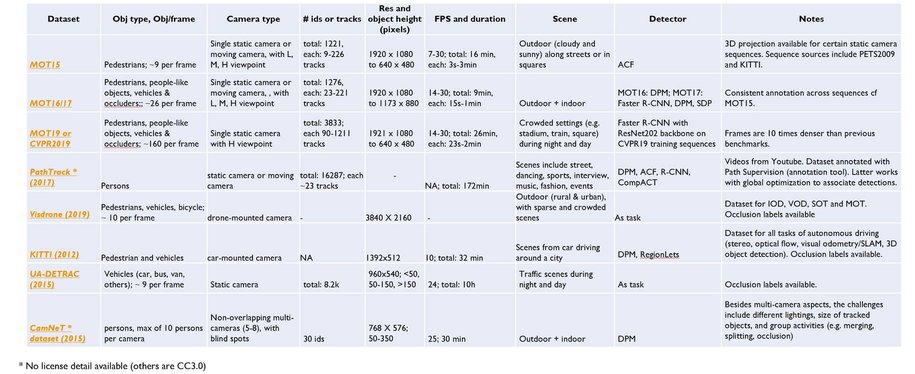 Dataset
Obj type, Obj/frame
Camera type
# ids or tracks
Res and
object height
(pixels)
FPS and duration
Scene
Detector
Notes
MOT15
Pedestrians; ~9 per frame
Single static camera or
moving camera, with L,
M, H viewpoint
total: 1221,
each: 9-226
tracks
1920 x 1080
to 640 x 480
7-30; total: 16 min,
each: 3s-3min
Outdoor (cloudy and
sunny) along streets or in
squares
ACF
3D projection available for certain static camera
sequences. Sequence sources include PETS2009
and KITTI.
MOT16/17
Pedestrians, people-like
objects, vehicles &
occluders;; ~26 per frame
Single static camera or
moving camera, , with
L, M, H viewpoint
total: 1276,
each: 23-221
tracks
1920 x 1080
to 1173 x 880
14-30; total: 9min,
each: 15s-1min
Outdoor + indoor
MOT16: DPM; MOT17:
Faster R-CNN, DPM, SDP
Consistent annotation across sequences cf
MOT15.
MOT19 or
CVPR2019
Pedestrians, people-like
objects, vehicles &
occluders; ~160 per frame
Single static camera
with H viewpoint
total: 3833;
each 90-1211
tracks
1921 x 1080
to 640 x 480
14-30; total: 26min,
each: 23s-2min
Crowded settings (e.g.
stadium, train, square)
during night and day
Faster R-CNN with
ResNet202 backbone on
CVPR19 training sequences
Frames are 10 times denser than previous
benchmarks.
PathTrack *
(2017)
Persons
static camera or moving
camera
total: 16287; each
~23 tracks
-
NA; total: 172min
Scenes include street,
dancing, sports, interview,
music, fashion, events
DPM, ACF, R-CNN,
CompACT
Videos from Youtube. Dataset annotated with
Path Supervision (annotation tool). Latter works
with global optimization to associate detections.
Visdrone (2019)
Pedestrians, vehicles, bicycle;
~ 10 per frame
drone-mounted camera
-
3840 X 2160
-
Outdoor (rural & urban),
with sparse and crowded
scenes
As task
Dataset for IOD, VOD, SOT and MOT.
Occlusion labels available
KITTI (2012)
Pedestrian and vehicles
car-mounted camera
NA
1392x512
10; total: 32 min
Scenes from car driving
around a city
DPM, RegionLets
Dataset for all tasks of autonomous driving
(stereo, optical flow, visual odometry/SLAM, 3D
object detection). Occlusion labels available.
UA-DETRAC
(2015)
Vehicles (car, bus, van,
others); ~ 9 per frame
Static camera
total: 8.2k
960x540; <50,
50-150, >150
24; total: 10h
Traffic scenes during
night and day
As task
Occlusion labels available.
CamNeT *
dataset (2015)
persons, max of 10 persons
per camera
Non-overlapping multi-
cameras (5-8), with
blind spots
30 ids
768 X 576;
50-350
25; 30 min
Outdoor + indoor
DPM
Besides multi-camera aspects, the challenges
include different lightings, size of tracked
objects, and group activities (e.g. merging,
splitting, occlusion)
* No license detail available (others are CC3.0)